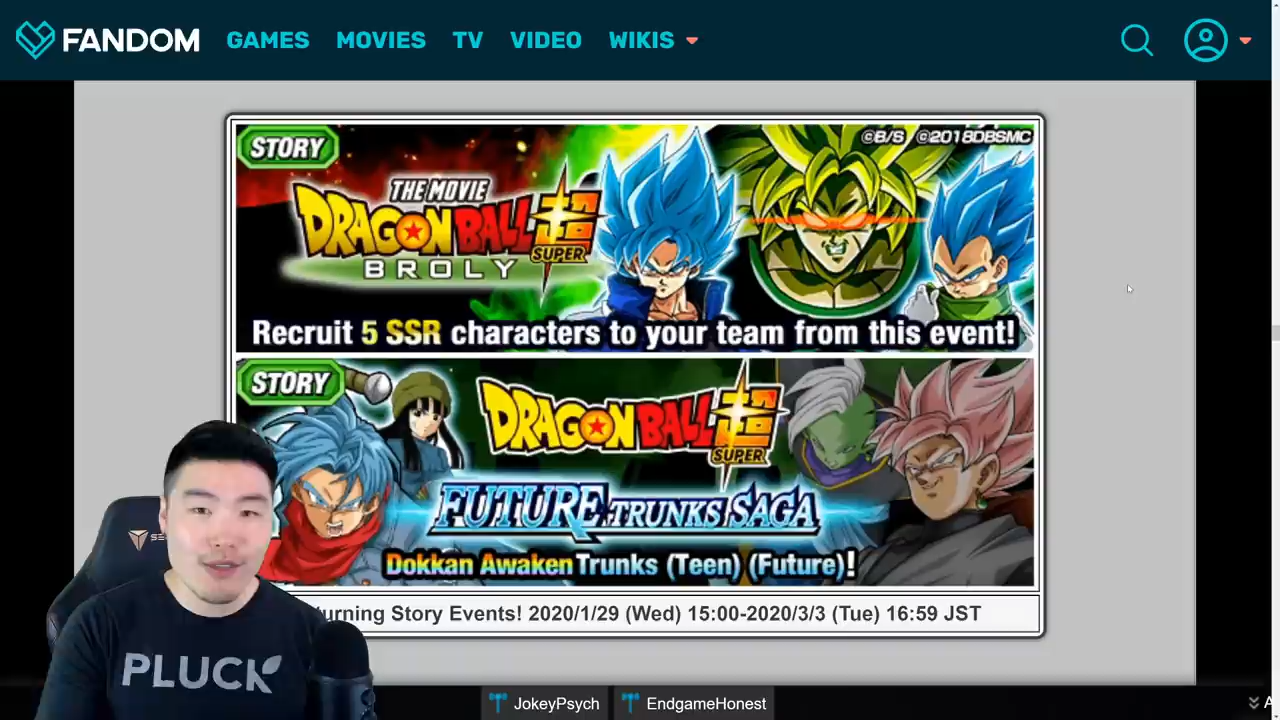 FANDOM GAMES MOVIES TV VIDEO WIKIS
STORY
©B/S ©2018DBSMC
THE MOVIE
DRAGON BALL 超
SUPER
BROLY
Recruit 5 SSR characters to your team from this event!
STORY
DRAGON BALL 超
SUPER
FUTURE TRUNKS SAGA
Dokkan Awaken Trunks (Teen) (Future)!
Story Events! 2020/1/29 (Wed) 15:00-2020/3/3 (Tue) 16:59 JST
PLUCK
JokeyPsych EndgameHonest